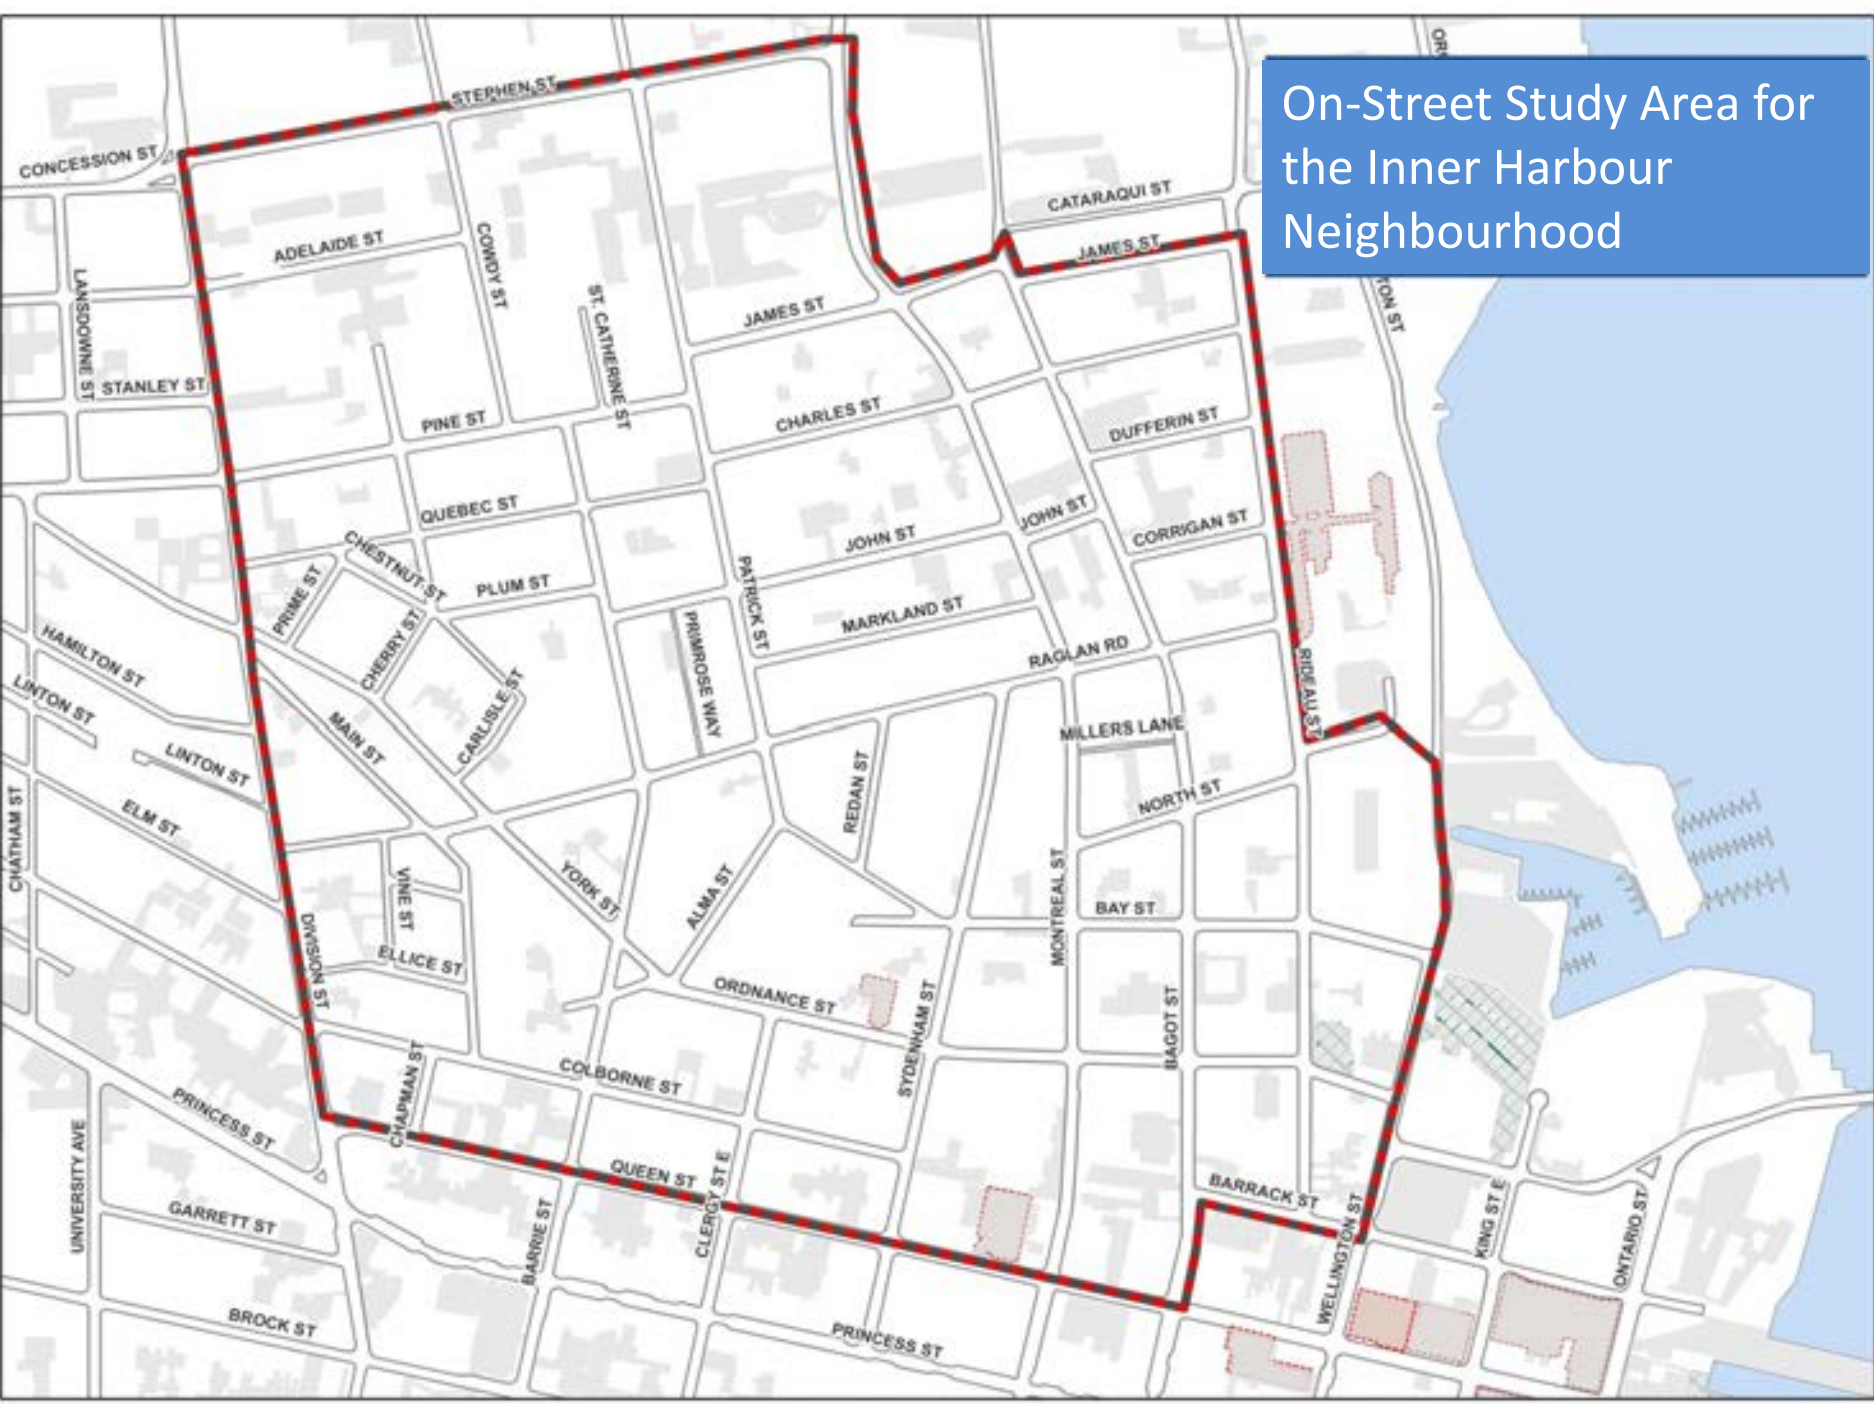 On-Street Study Area for
the Inner Harbour
Neighbourhood
STEPHEN ST
CONCESSION ST
CATARAQUI ST
JAMES ST
ADELAIDE ST
COWDY ST
LANSDOWNE ST
ST. CATHERINE ST
JAMES ST
TON ST
STANLEY ST
PINE ST
CHARLES ST
DUFFERIN ST
QUEBEC ST
JOHN ST
JOHN ST
CORRIGAN ST
CHESTNUT ST
PRIME ST
PLUM ST
PATRICK ST
MARKLAND ST
CHERRY ST
PRIMROSE WAY
RAGLAN RD
HAMILTON ST
LINTON ST
LINTON ST
CARLISLE ST
RIDEAU ST
MAIN ST
MILLERS LANE
NORTH ST
REDAN ST
CHATHAM ST
ELM ST
VINE ST
YORK ST
ALMA ST
MONTREAL ST
BAY ST
DIVISION ST
ELLICE ST
ORDNANCE ST
SYDENHAM ST
BAGOT ST
CHAPMAN ST
COLBORNE ST
PRINCESS ST
UNIVERSITY AVE
QUEEN ST
CLERGY ST E
BARRACK ST
GARRETT ST
BARRIE ST
WELLINGTON ST
KING ST E
ONTARIO ST
BROCK ST
PRINCESS ST